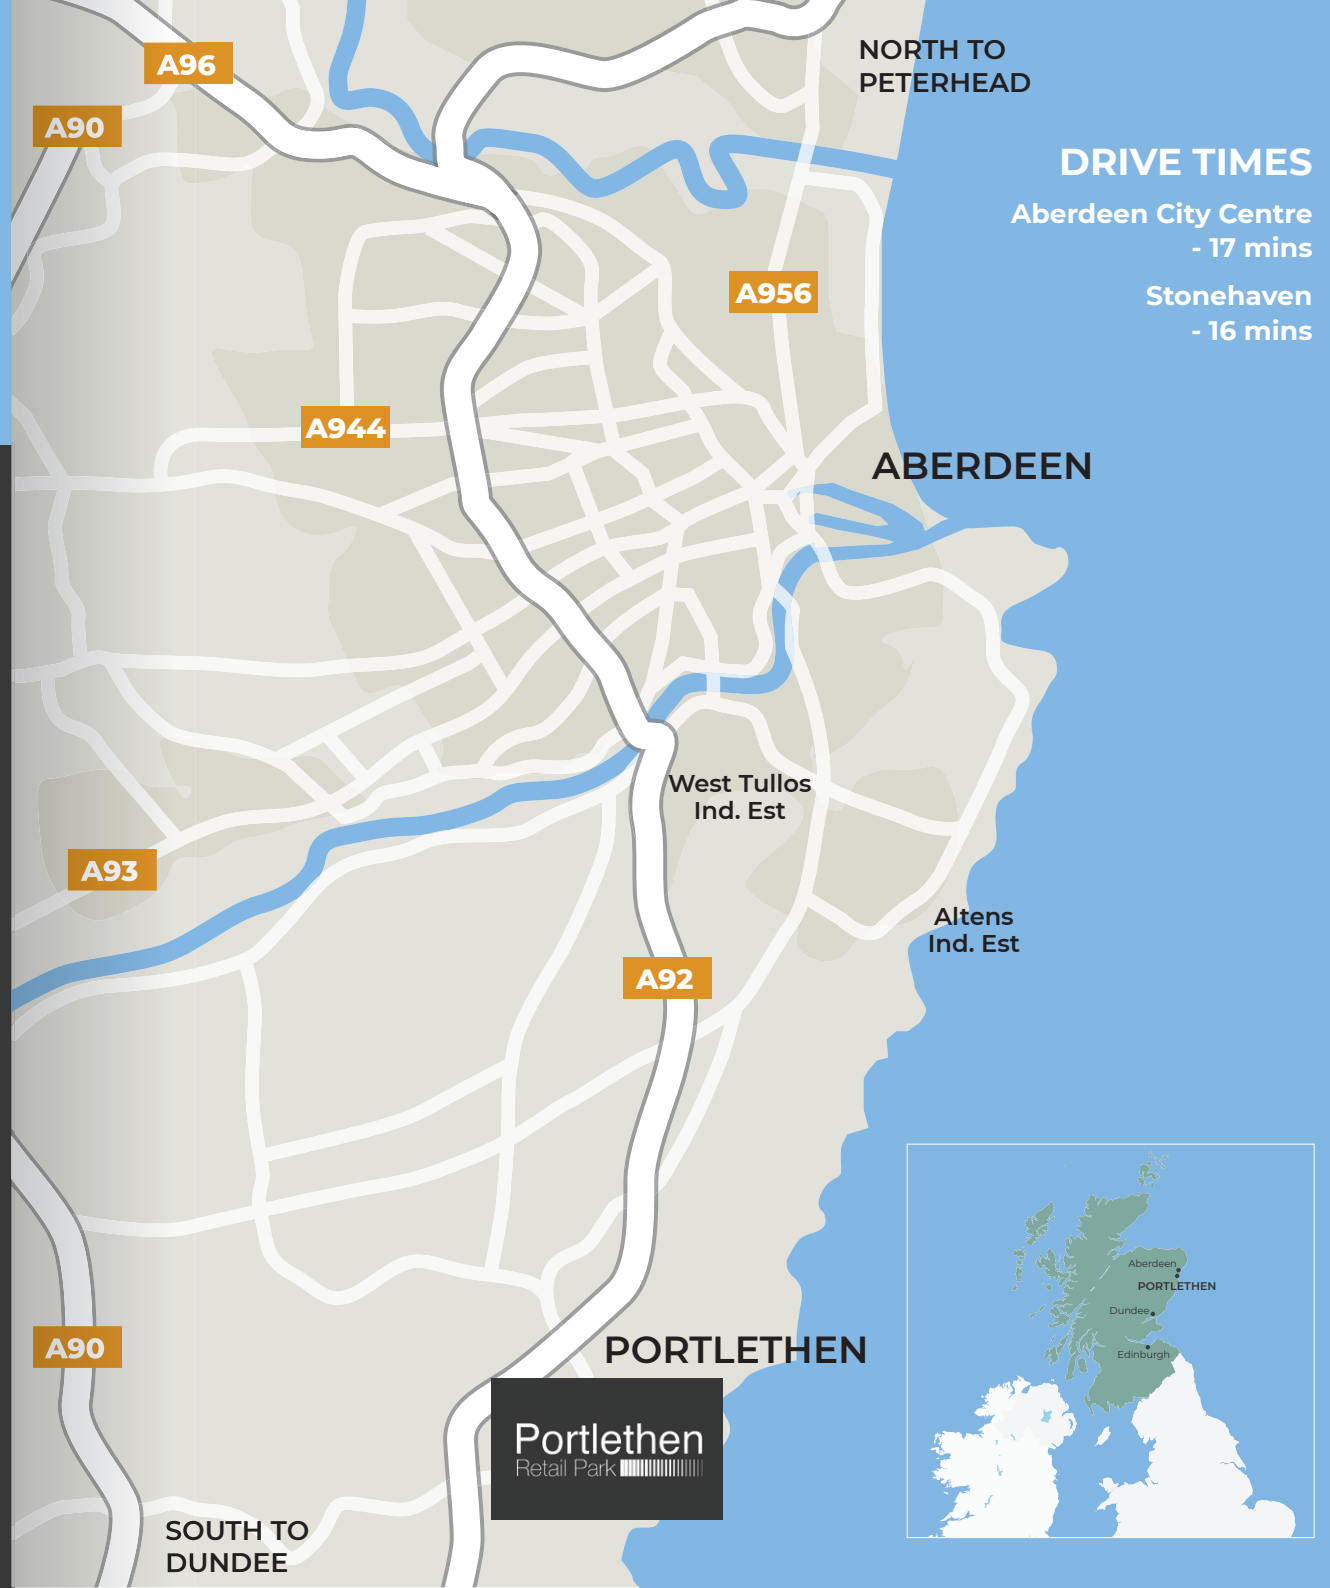 NORTH TO
PETERHEAD
A96
A90
DRIVE TIMES
Aberdeen City Centre
- 17 mins
Stonehaven
- 16 mins
A956
A944
ABERDEEN
West Tullos
Ind. Est
A93
Altens
Ind. Est
A92
Aberdeen
PORTLETHEN
Dundee
Edinburgh
A90
PORTLETHEN
Portlethen
Retail Park
SOUTH TO
DUNDEE